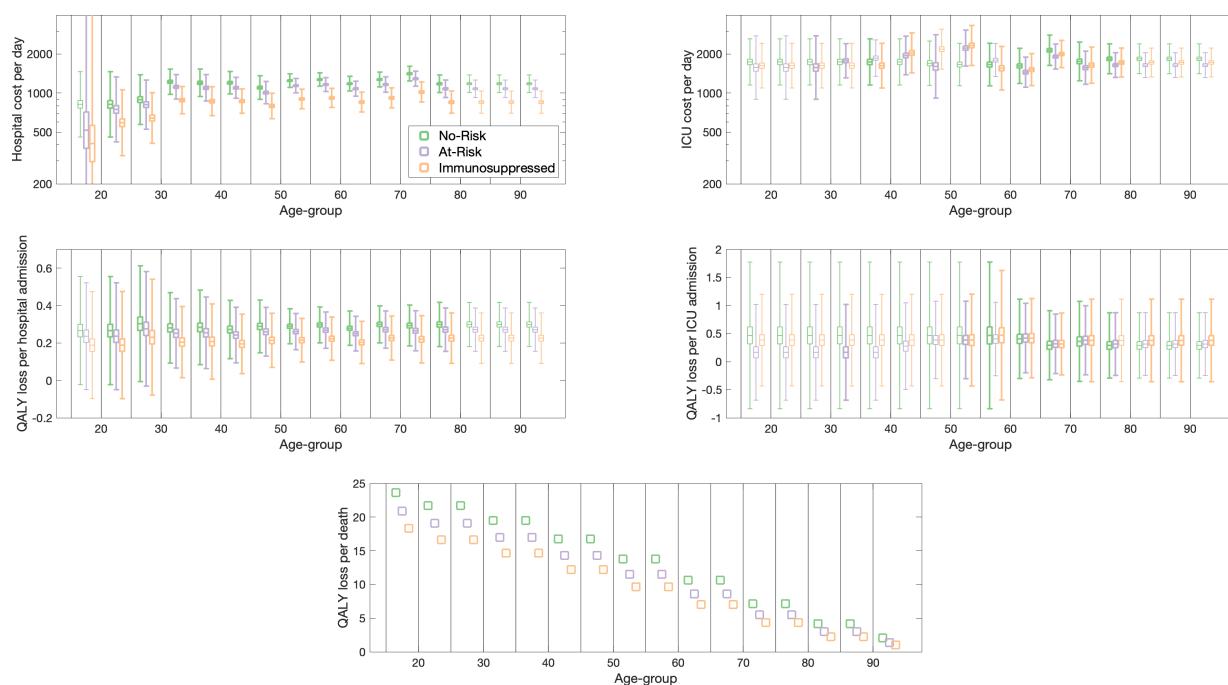 Hospital cost per day
2000
1000
500
200
20 30 40 50 60 70 80 90
Age-group
No-Risk
At-Risk
Immunosuppressed
ICU cost per day
2000
1000
500
200
20 30 40 50 60 70 80 90
Age-group
QALY loss per hospital admission
0.6
0.4
0.2
0
-0.2
20 30 40 50 60 70 80 90
Age-group
QALY loss per ICU admission
2
1.5
1
0.5
0
-0.5
-1
20 30 40 50 60 70 80 90
Age-group
QALY loss per death
25
20
15
10
5
0
20 30 40 50 60 70 80 90
Age-group